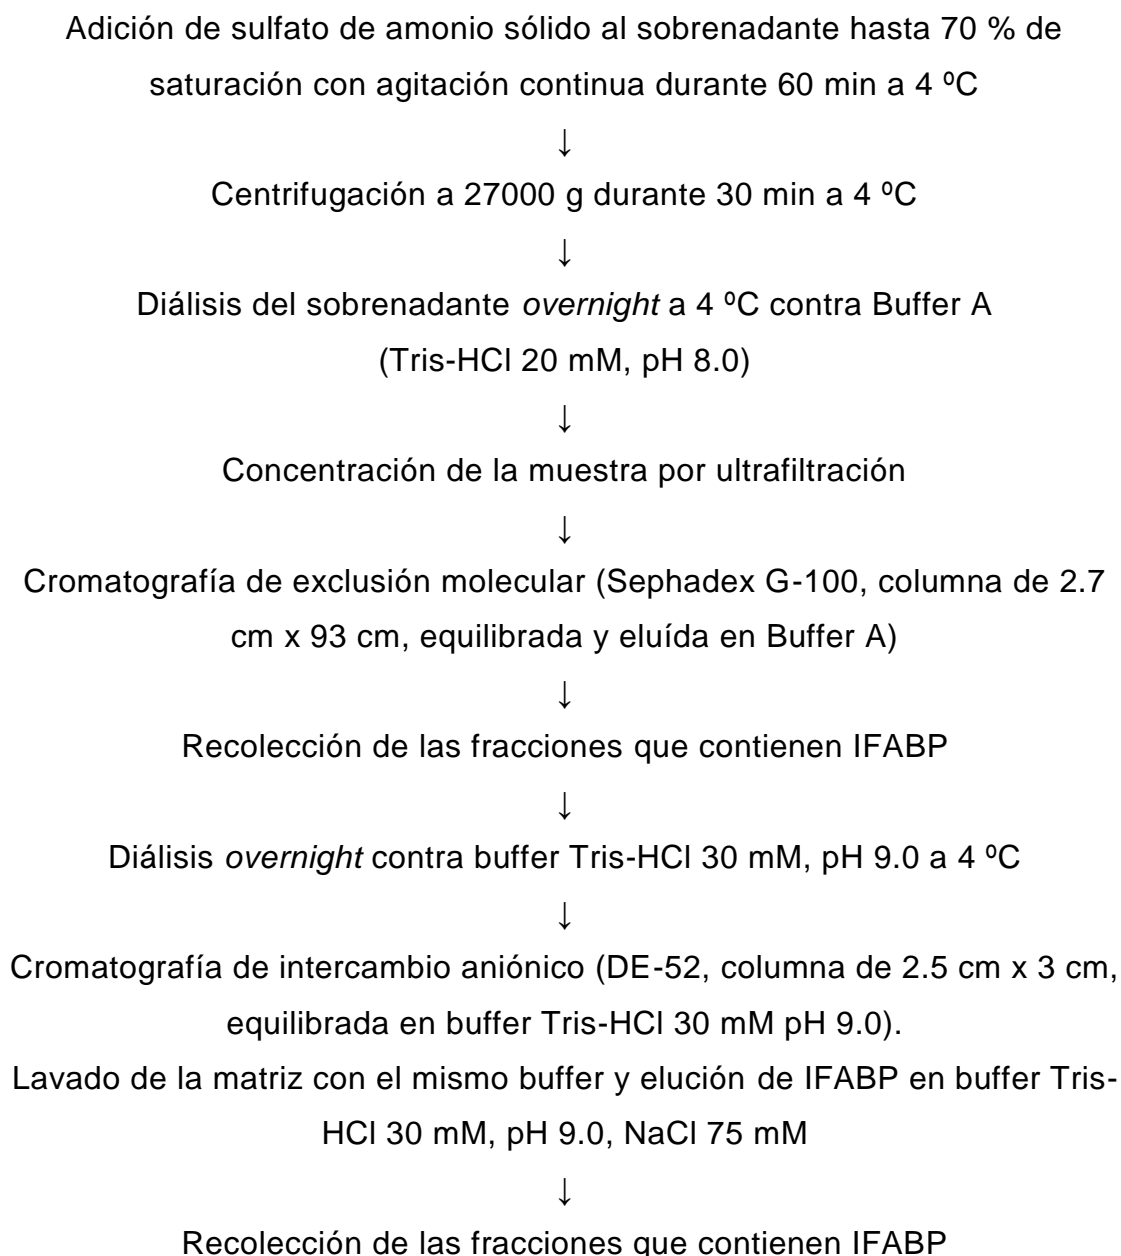 Adición de sulfato de amonio sólido al sobrenadante hasta 70 % de
saturación con agitación continua durante 60 min a 4 ºC
↓
Centrifugación a 27000 g durante 30 min a 4 ºC
↓
Diálisis del sobrenadante overnight a 4 ºC contra Buffer A
(Tris-HCl 20 mM, pH 8.0)
↓
Concentración de la muestra por ultrafiltración
↓
Cromatografía de exclusión molecular (Sephadex G-100, columna de 2.7
cm x 93 cm, equilibrada y eluída en Buffer A)
↓
Recolección de las fracciones que contienen IFABP
↓
Diálisis overnight contra buffer Tris-HCl 30 mM, pH 9.0 a 4 ºC
↓
Cromatografía de intercambio aniónico (DE-52, columna de 2.5 cm x 3 cm,
equilibrada en buffer Tris-HCl 30 mM pH 9.0).
Lavado de la matriz con el mismo buffer y elución de IFABP en buffer Tris-
HCl 30 mM, pH 9.0, NaCl 75 mM
↓
Recolección de las fracciones que contienen IFABP